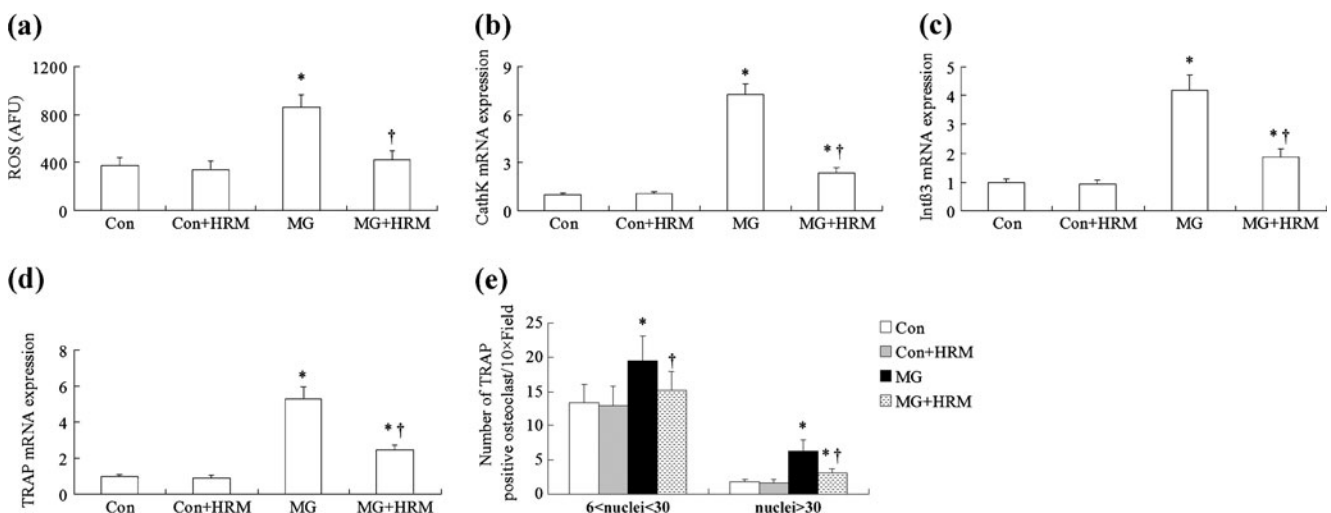 (a)
1200
800
400
0
ROS (AFU)
*
†
Con
Con+HRM
MG
MG+HRM
(b)
9
6
3
0
CathK mRNA expression
*
* †
Con
Con+HRM
MG
MG+HRM
(c)
5
4
3
2
1
0
Intß3 mRNA expression
*
* †
Con
Con+HRM
MG
MG+HRM
(d)
8
6
4
2
0
TRAP mRNA expression
*
* †
Con
Con+HRM
MG
MG+HRM
(e)
25
20
15
10
5
0
Number of TRAP
positive osteoclast/10×Field
*
†
*
* †
6<nuclei<30
nuclei>30
Con
Con+HRM
MG
MG+HRM